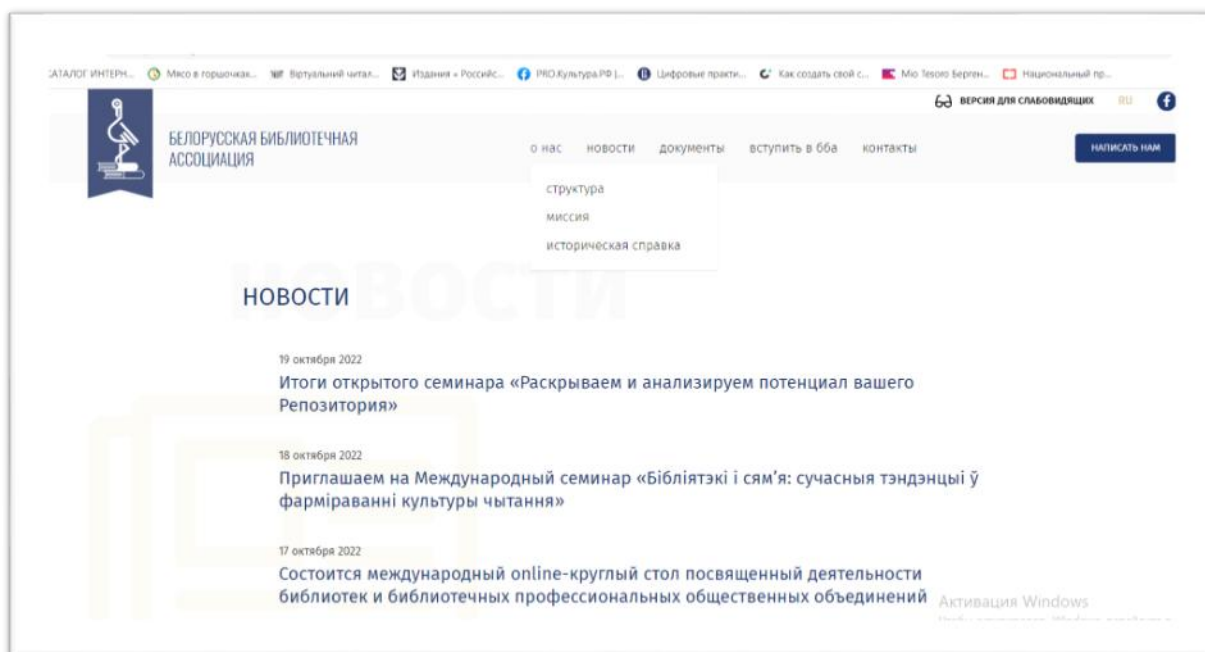 КАТАЛОГ ИНТЕРН... Мясо в горшочках... Віртуальний читал... Издания - Российс... PRO.Культура.РФ |... Цифровые практи... Как создать свой с... Mio Tesoro Берген... Национальный пр...
ВЕРСИЯ ДЛЯ СЛАБОВИДЯЩИХ RU
БЕЛОРУССКАЯ БИБЛИОТЕЧНАЯ
АССОЦИАЦИЯ
о нас новости документы вступить в бба контакты
НАПИСАТЬ НАМ
структура
миссия
историческая справка
новости
НОВОСТИ
19 октября 2022
Итоги открытого семинара «Раскрываем и анализируем потенциал вашего
Репозитория»
18 октября 2022
Приглашаем на Международный семинар «Бібліятэкі і сям’я: сучасныя тэндэнцыі ў
фарміраванні культуры чытання»
17 октября 2022
Состоится международный online-круглый стол посвященный деятельности
библиотек и библиотечных профессиональных общественных объединений
Активация Windows